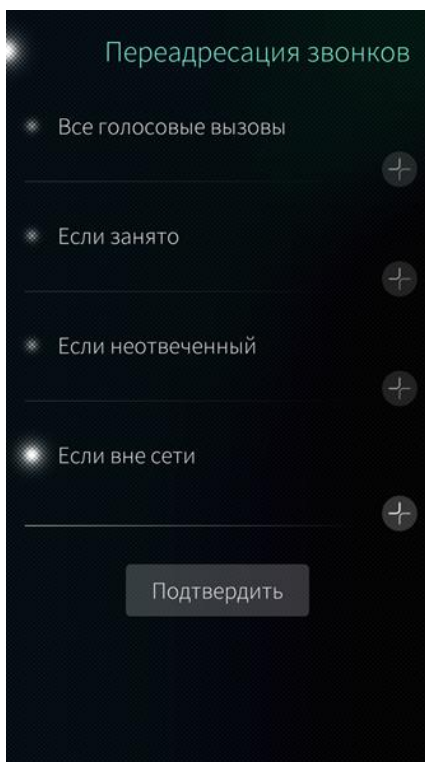 Переадресация звонков
Все голосовые вызовы
Если занято
Если неотвеченный
Если вне сети
Подтвердить